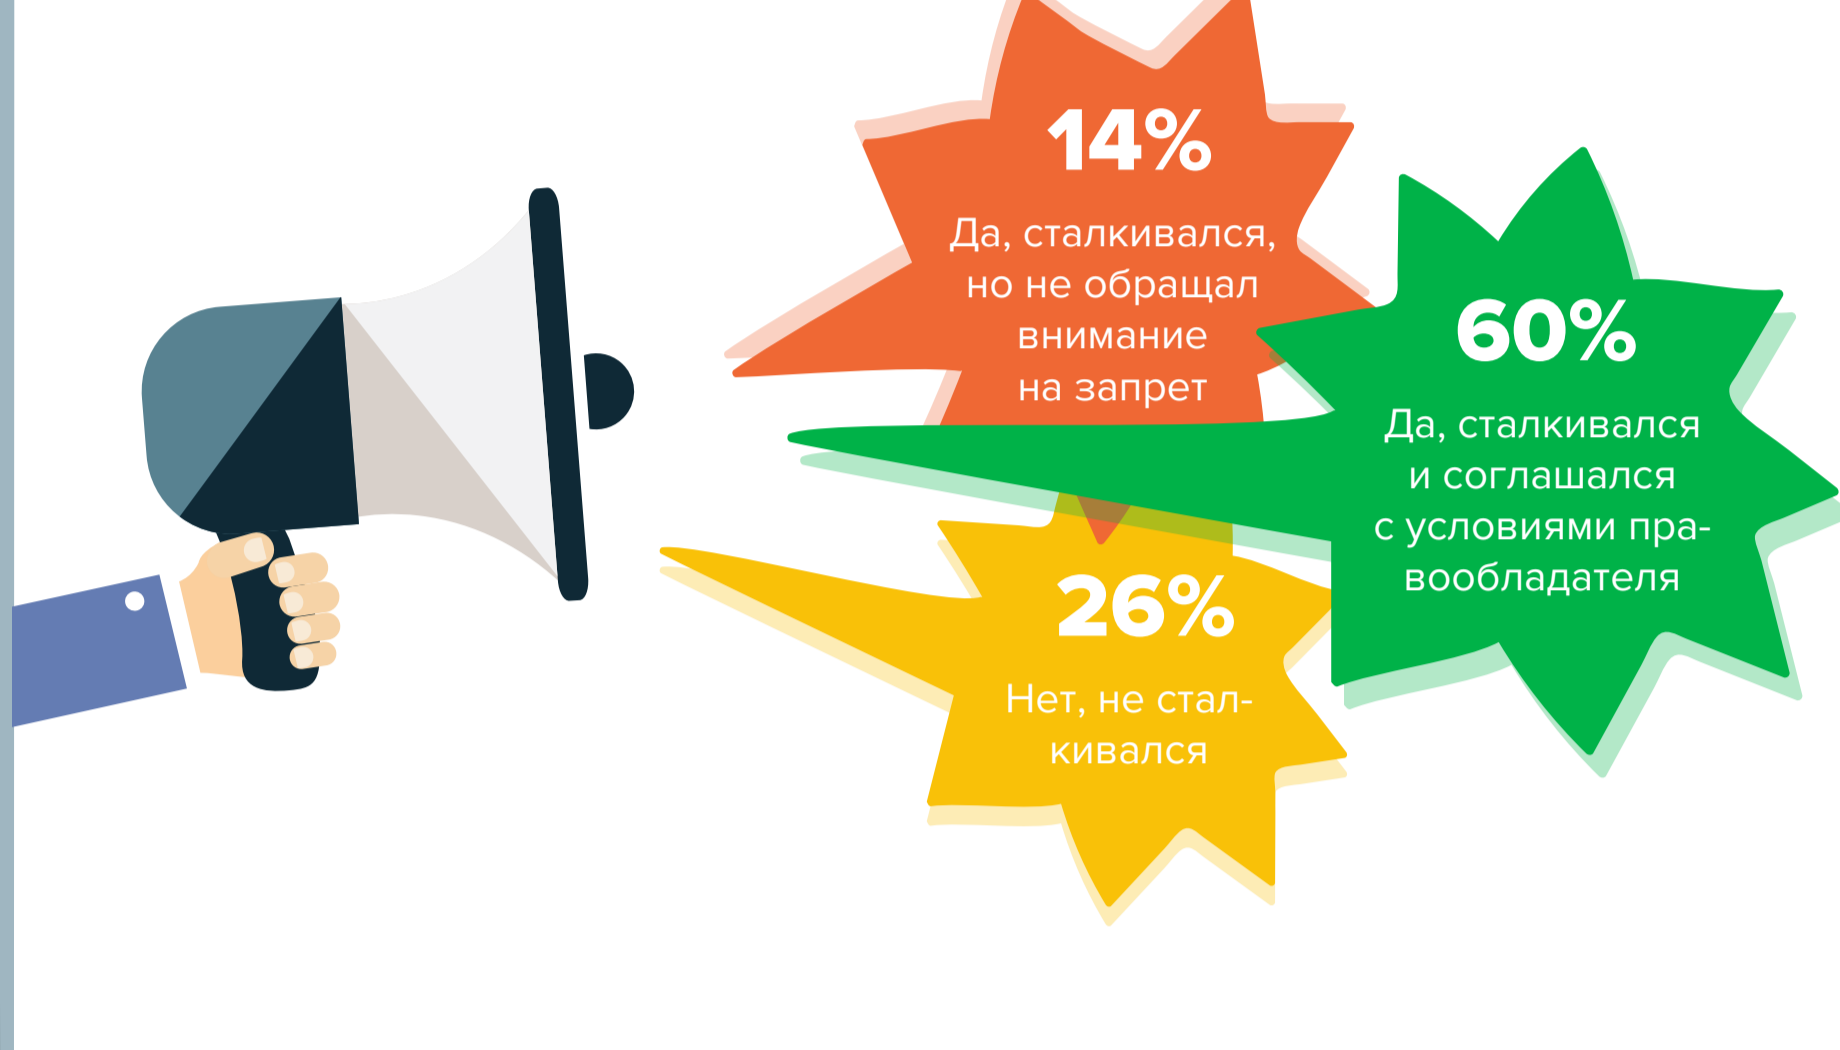 14%
Да, сталкивался,
но не обращал
внимание
на запрет
60%
Да, сталкивался
и соглашался
с условиями пра-
вообладателя
26%
Нет, не стал-
кивался